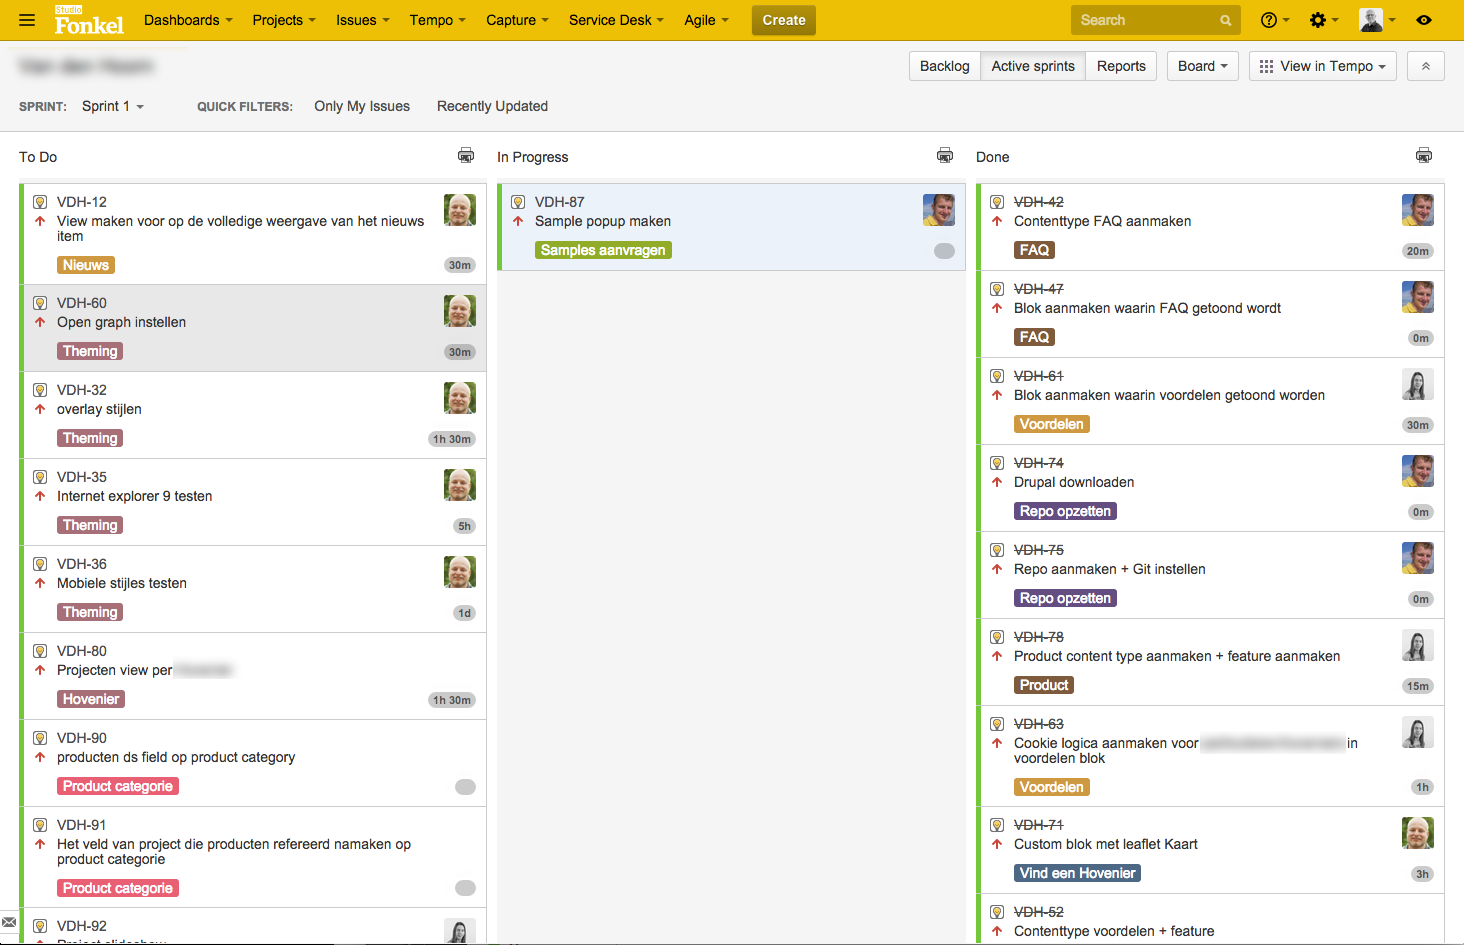 Studio
Fonkel
Dashboards
Projects
Issues
Tempo
Capture
Service Desk
Agile
Create
Search
Backlog
Active sprints
Reports
Board
View in Tempo
SPRINT:
Sprint 1
QUICK FILTERS:
Only My Issues
Recently Updated
To Do
VDH-12
View maken voor op de volledige weergave van het nieuws
item
Nieuws
30m
VDH-60
Open graph instellen
Theming
30m
VDH-32
overlay stijlen
Theming
1h 30m
VDH-35
Internet explorer 9 testen
Theming
5h
VDH-36
Mobiele stijles testen
Theming
1d
VDH-80
Projecten view per
Hovenier
1h 30m
VDH-90
producten ds field op product category
Product categorie
VDH-91
Het veld van project die producten refereerd namaken op
product categorie
Product categorie
VDH-92
Project slideshow
In Progress
VDH-87
Sample popup maken
Samples aanvragen
Done
VDH-42
Contenttype FAQ aanmaken
FAQ
20m
VDH-47
Blok aanmaken waarin FAQ getoond wordt
FAQ
0m
VDH-61
Blok aanmaken waarin voordelen getoond worden
Voordelen
30m
VDH-74
Drupal downloaden
Repo opzetten
0m
VDH-75
Repo aanmaken + Git instellen
Repo opzetten
0m
VDH-78
Product content type aanmaken + feature aanmaken
Product
15m
VDH-63
Cookie logica aanmaken voor in
voordelen blok
Voordelen
1h
VDH-71
Custom blok met leaflet Kaart
Vind een Hovenier
3h
VDH-52
Contenttype voordelen + feature